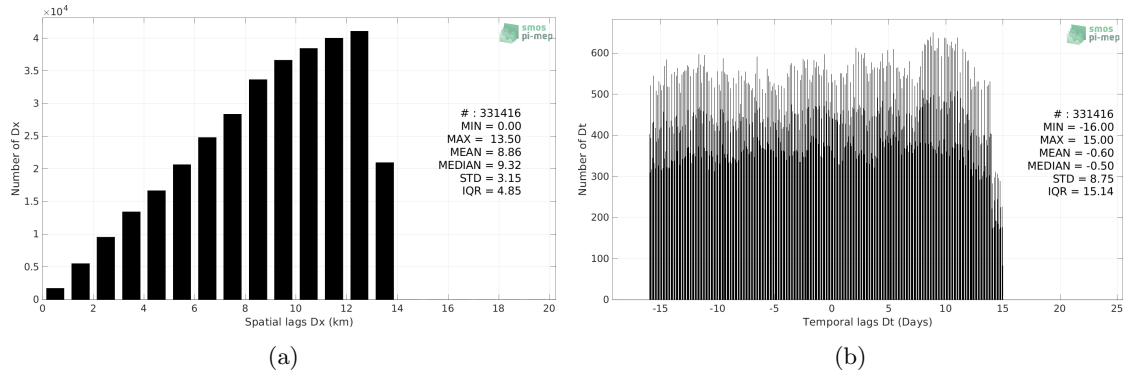 ×10⁴
4
3.5
3
2.5
2
1.5
1
0.5
0
Number of Dx
0 2 4 6 8 10 12 14 16 18 20
Spatial lags Dx (km)
smos
pi-mep
# : 331416
MIN = 0.00
MAX = 13.50
MEAN = 8.86
MEDIAN = 9.32
STD = 3.15
IQR = 4.85
(a)
600
500
400
300
200
100
0
Number of Dt
-15 -10 -5 0 5 10 15 20 25
Temporal lags Dt (Days)
smos
pi-mep
# : 331416
MIN = -16.00
MAX = 15.00
MEAN = -0.60
MEDIAN = -0.50
STD = 8.75
IQR = 15.14
(b)